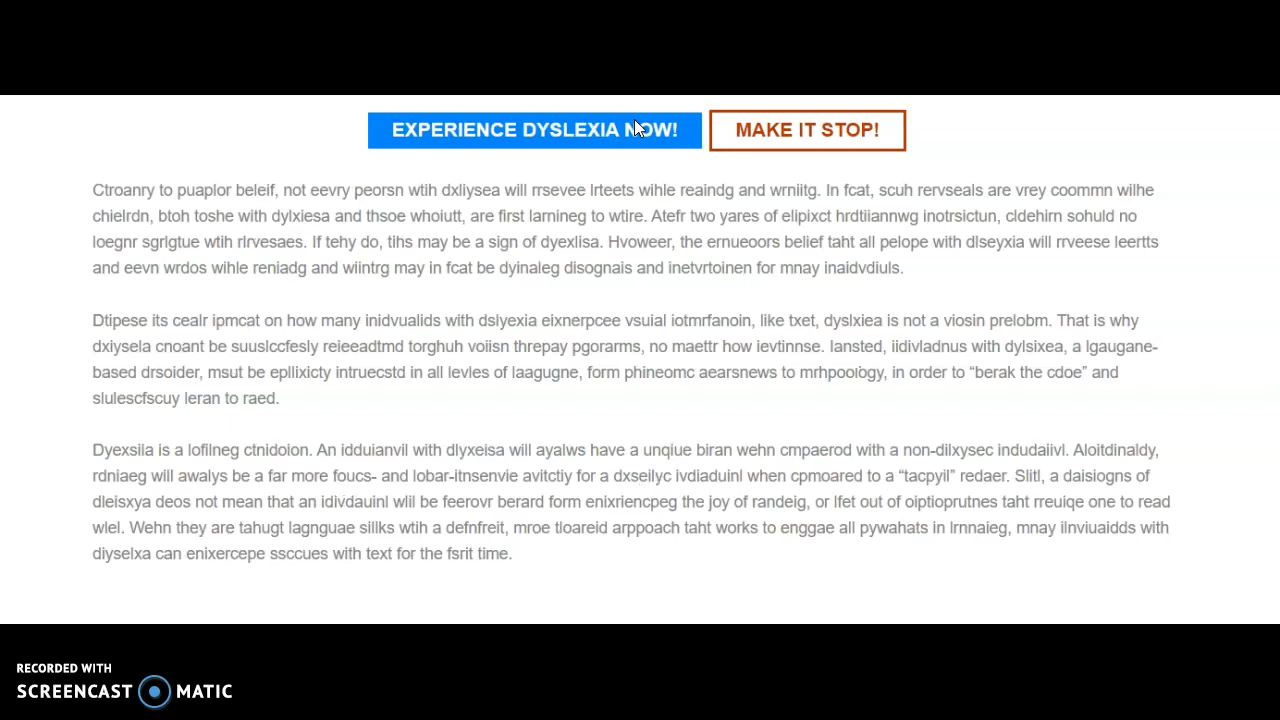 EXPERIENCE DYSLEXIA NOW! MAKE IT STOP!
Ctroanry to puaplor beleif, not eevry peorsn wtih dxliysea will rrsevee lrteets wihle reaindg and wrniitg. In fcat, scuh rervseals are vrey coommn wilhe
chielrdn, btoh toshe with dylxiesa and thsoe whoiutt, are first larnineg to wtire. Atefr two yares of elipixct hrdtiiannwg inotrsictun, cldehirn sohuld no
loegnr sgrlgtue wtih rlrvesaes. If tehy do, tihs may be a sign of dyexlisa. Hvoweer, the ernueoors belief taht all pelope with dlseyxia will rrveese leertts
and eevn wrdos wihle reniadg and wiintrg may in fcat be dyinaleg disognais and inetvrtoinen for mnay inaidvdiuls.
Dtipese its cealr ipmcat on how many inidvualids with dslyexia eixnerpcee vsuial iotmrfanoin, like txet, dyslxiea is not a viosin prelobm. That is why
dxiysela cnoant be suuslccfesly reieeadtmd torghuh voiisn threpay pgorarms, no maettr how ievtinnse. Iansted, iidivladnus with dylsixea, a lgaugane-
based drsoider, msut be epllixicty intruecstd in all levles of laagugne, form phineomc aearsnews to mrhpoology, in order to “berak the cdoe” and
slulescfscuy leran to raed.
Dyexsila is a lofilneg ctnidoion. An idduianvil with dlyxeisa will ayalws have a unqiue biran wehn cmpaerod with a non-dilxysec indudaiivl. Aloitdinaldy,
rdniaeg will awalys be a far more foucs- and lobar-itnsenvie avitctiy for a dxseilyc ivdiaduinl when cpmoared to a “tacpyil” redaer. Slitl, a daisiogns of
dleisxya deos not mean that an idivdauinl wlil be feerovr berard form enixriencpeg the joy of randeig, or lfet out of oiptioprutnes taht rreuiqe one to read
wlel. Wehn they are tahugt lagnguae sillks wtih a defnfreit, mroe tloareid arppoach taht works to enggae all pywahats in lrnnaieg, mnay ilnviuaidds with
diyselxa can enixercepe ssccues with text for the fsrit time.
RECORDED WITH
SCREENCAST MATIC